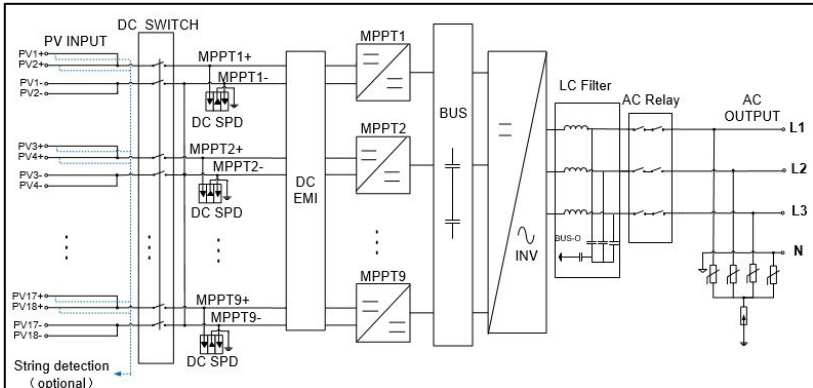 DC SWITCH
PV INPUT
PV1+
PV2+
PV1-
PV2-
MPPT1+
MPPT1-
DC SPD
PV3+
PV4+
PV3-
PV4-
MPPT2+
MPPT2-
DC SPD
PV17+
PV18+
PV17-
PV18-
MPPT9+
MPPT9-
DC SPD
String detection
(optional)
DC
EMI
MPPT1
MPPT2
MPPT9
BUS
INV
LC Filter
BUS-O
AC Relay
AC
OUTPUT
L1
L2
L3
N